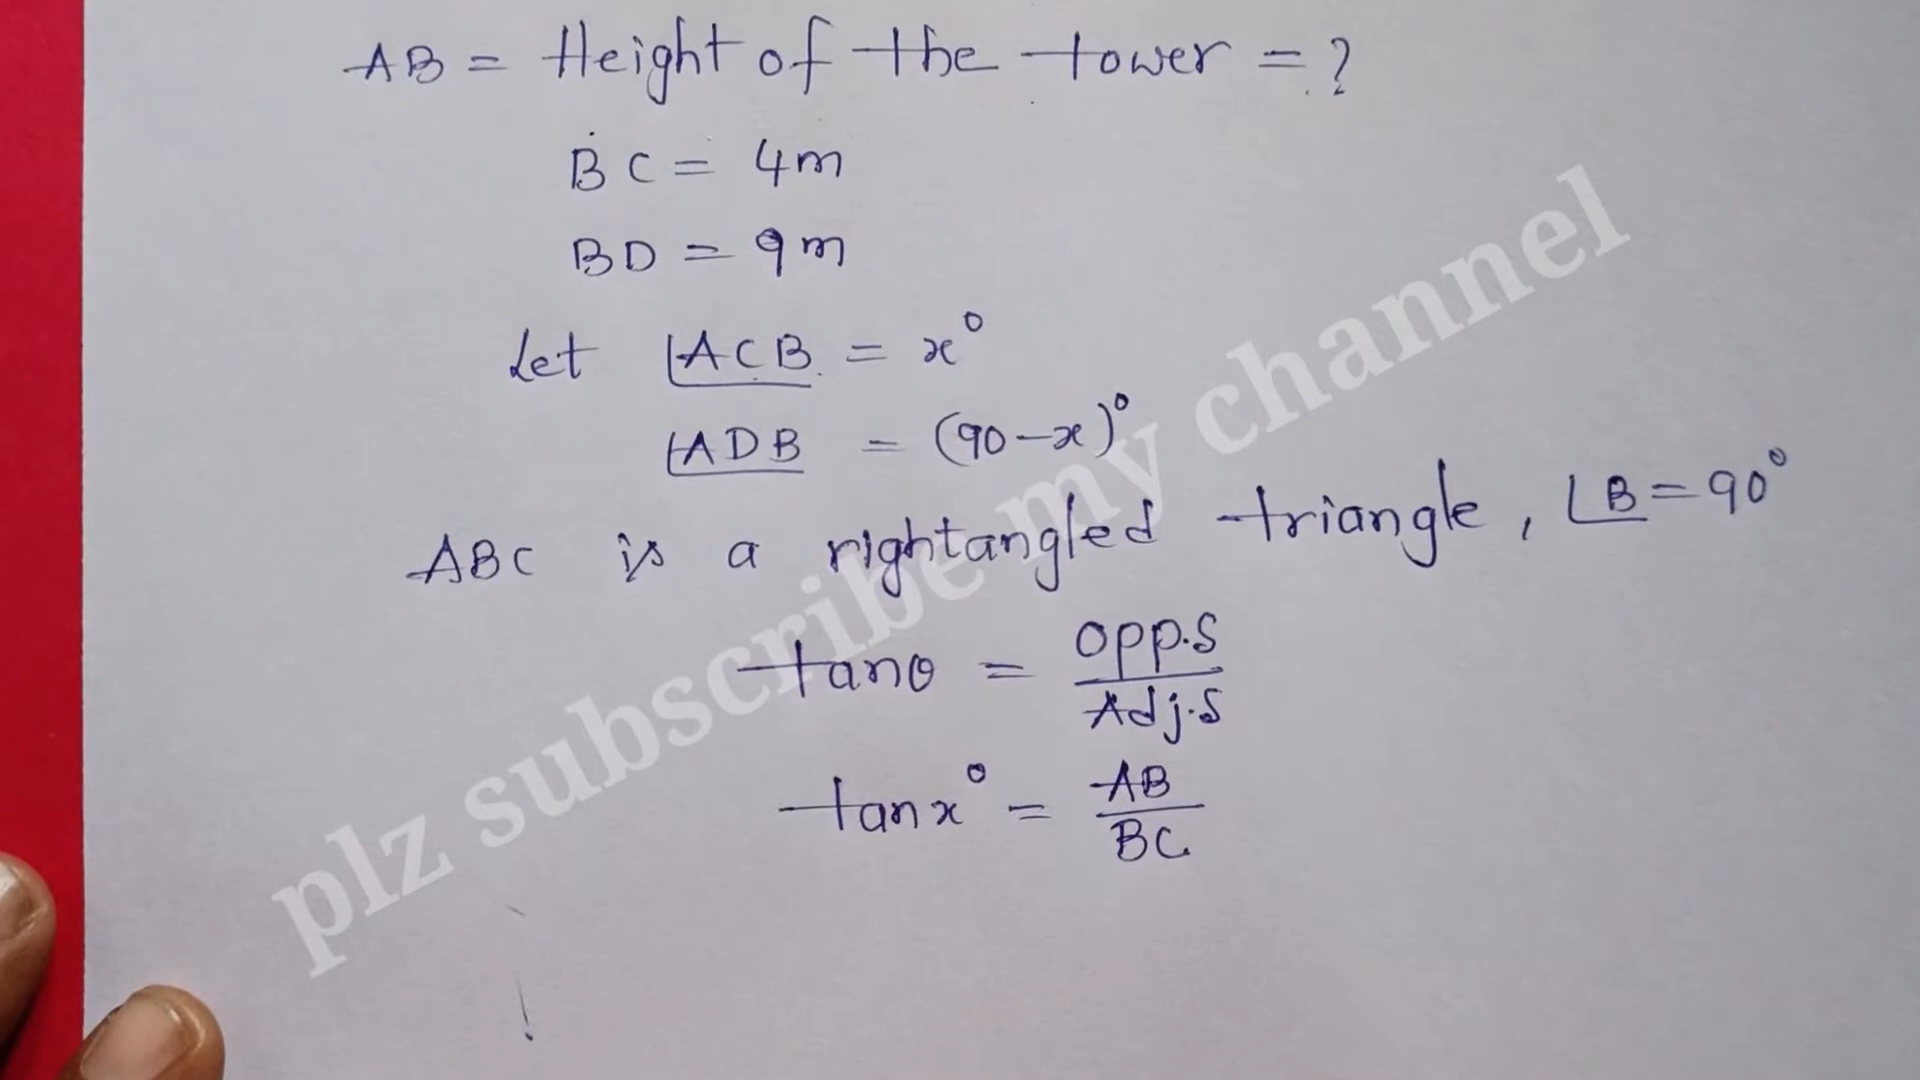 AB = Height of the tower = ?
BC = 4m
BD = 9m
Let ∠ACB = x°
∠ADB = (90-x)°
ABC is a rightangled triangle, ∠B = 90°
tanθ = opp.s / Adj.s
tanx° = AB / BC
plz subscribe my channel